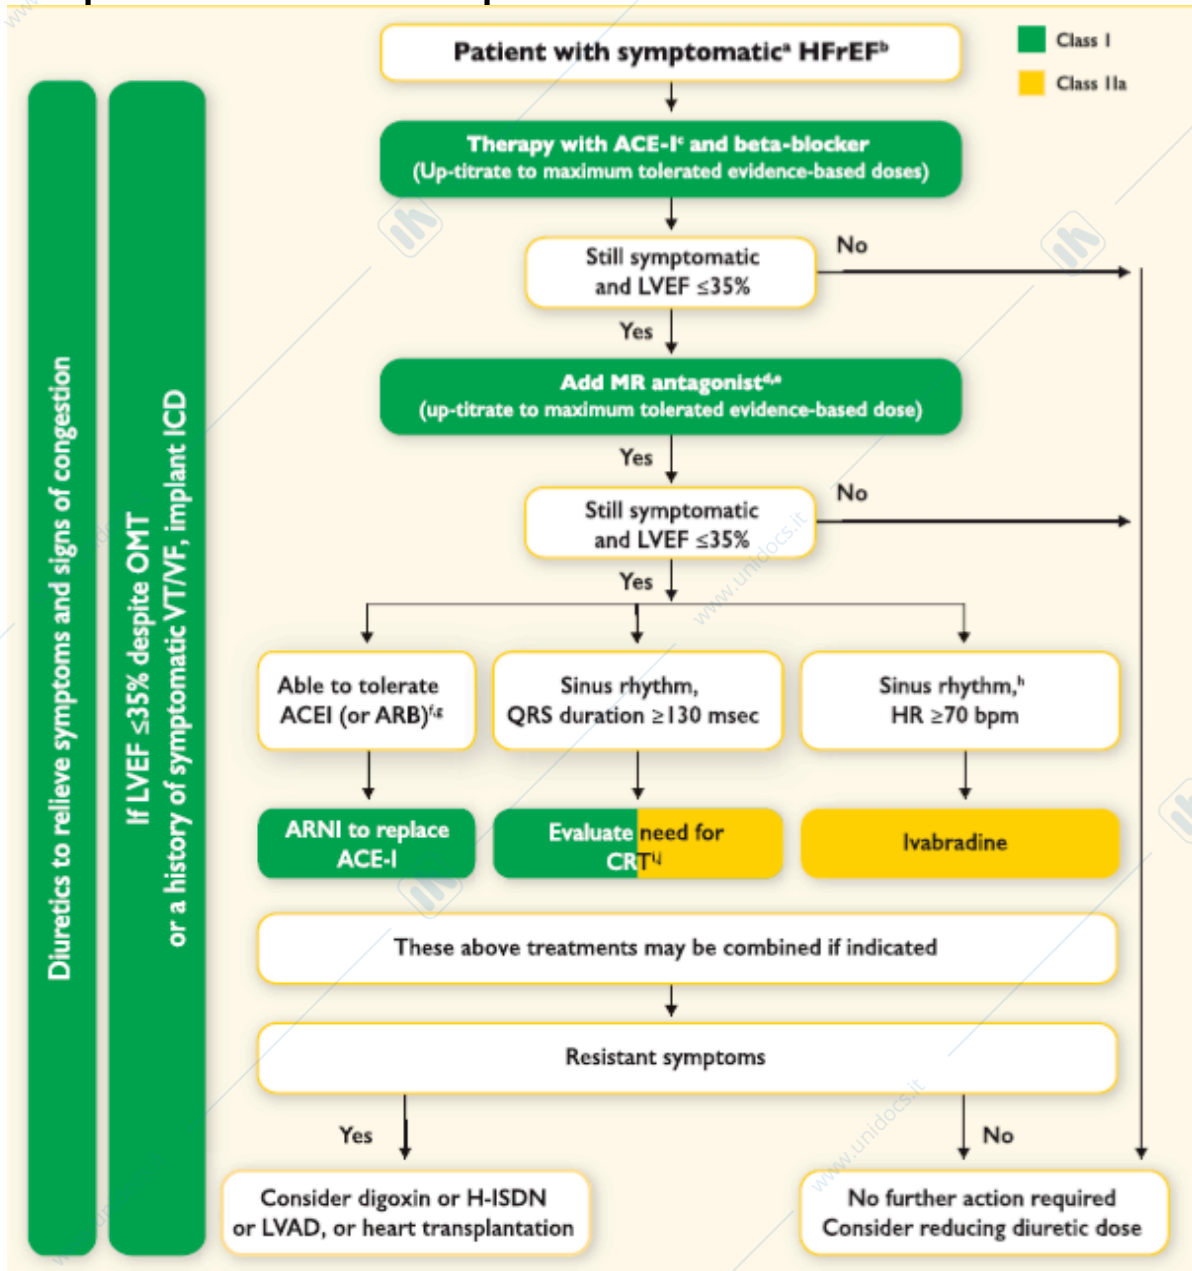 Patient with symptomaticᵃ HFrEFᵇ
Class I
Class IIa
Therapy with ACE-Iᶜ and beta-blocker
(Up-titrate to maximum tolerated evidence-based doses)
Still symptomatic
and LVEF ≤35%
No
Yes
Add MR antagonistᵈ,ᵉ
(up-titrate to maximum tolerated evidence-based dose)
Yes
Still symptomatic
and LVEF ≤35%
No
Yes
Able to tolerate
ACEI (or ARB)ᶠ,ᵍ
Sinus rhythm,
QRS duration ≥130 msec
Sinus rhythm,ʰ
HR ≥70 bpm
ARNI to replace
ACE-I
Evaluate need for
CRTⁱ,ʲ
Ivabradine
These above treatments may be combined if indicated
Resistant symptoms
Yes
No
Consider digoxin or H-ISDN
or LVAD, or heart transplantation
No further action required
Consider reducing diuretic dose
Diuretics to relieve symptoms and signs of congestion
If LVEF ≤35% despite OMT
or a history of symptomatic VT/VF, implant ICD
www.unidocs.it
www.unidocs.it